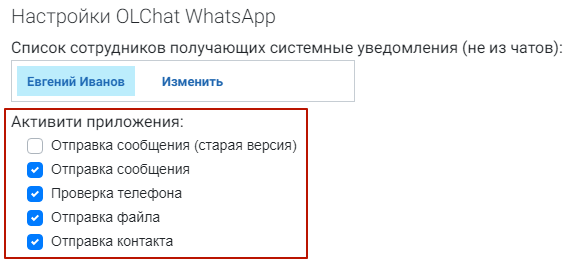 Настройки OLChat WhatsApp
Список сотрудников получающих системные уведомления (не из чатов):
Евгений Иванов Изменить
Активити приложения:
Отправка сообщения (старая версия)
Отправка сообщения
Проверка телефона
Отправка файла
Отправка контакта